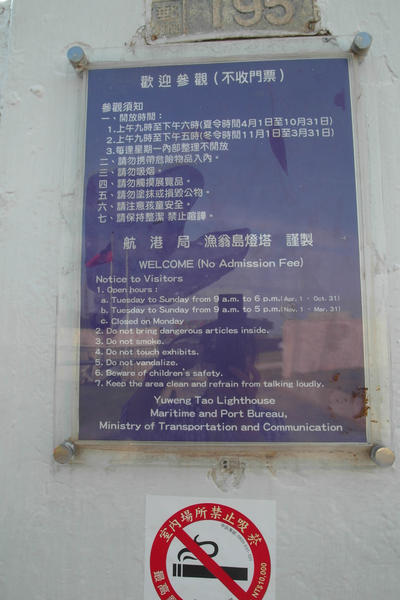 195
歡迎參觀(不收門票)
參觀須知
一、開放時間：
1.上午九時至下午六時(夏令時間4月1日至10月31日)
2.上午九時至下午五時(冬令時間11月1日至3月31日)
3.每逢星期一內部整理不開放
二、請勿携帶危險物品入內。
三、請勿吸烟。
四、請勿觸摸展覽品。
五、請勿塗抹或損毀公物。
六、請注意孩童安全。
七、請保持整潔 禁止喧譁。
航港局 漁翁島燈塔 謹製
WELCOME (No Admission Fee)
Notice to Visitors
1. Open hours :
a. Tuesday to Sunday from 9 a.m. to 6 p.m.(Apr. 1 - Oct. 31)
b. Tuesday to Sunday from 9 a.m. to 5 p.m.(Nov. 1 - Mar. 31)
c. Closed on Monday
2. Do not bring dangerous articles inside.
3. Do not smoke.
4. Do not touch exhibits.
5. Do not vandalize.
6. Beware of children's safety.
7. Keep the area clean and refrain from talking loudly.
Yuweng Tao Lighthouse
Maritime and Port Bureau,
Ministry of Transportation and Communication
室內場所禁止吸菸
最高
NT$10,000